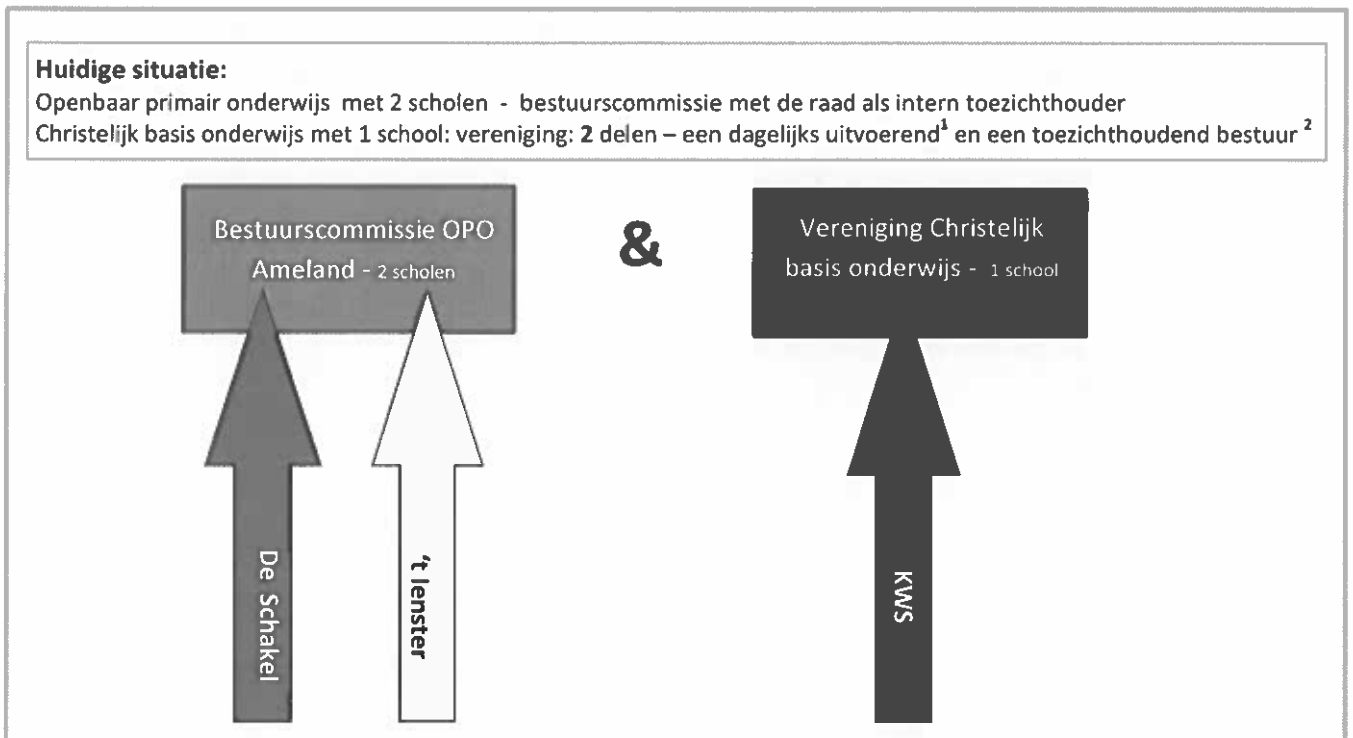 Huidige situatie:
Openbaar primair onderwijs met 2 scholen - bestuurscommissie met de raad als intern toezichthouder
Christelijk basis onderwijs met 1 school: vereniging: 2 delen – een dagelijks uitvoerend¹ en een toezichthoudend bestuur ²
Bestuurscommissie OPO
Ameland - 2 scholen
&
Vereniging Christelijk
basis onderwijs - 1 school
De Schakel
't Ienster
KWS